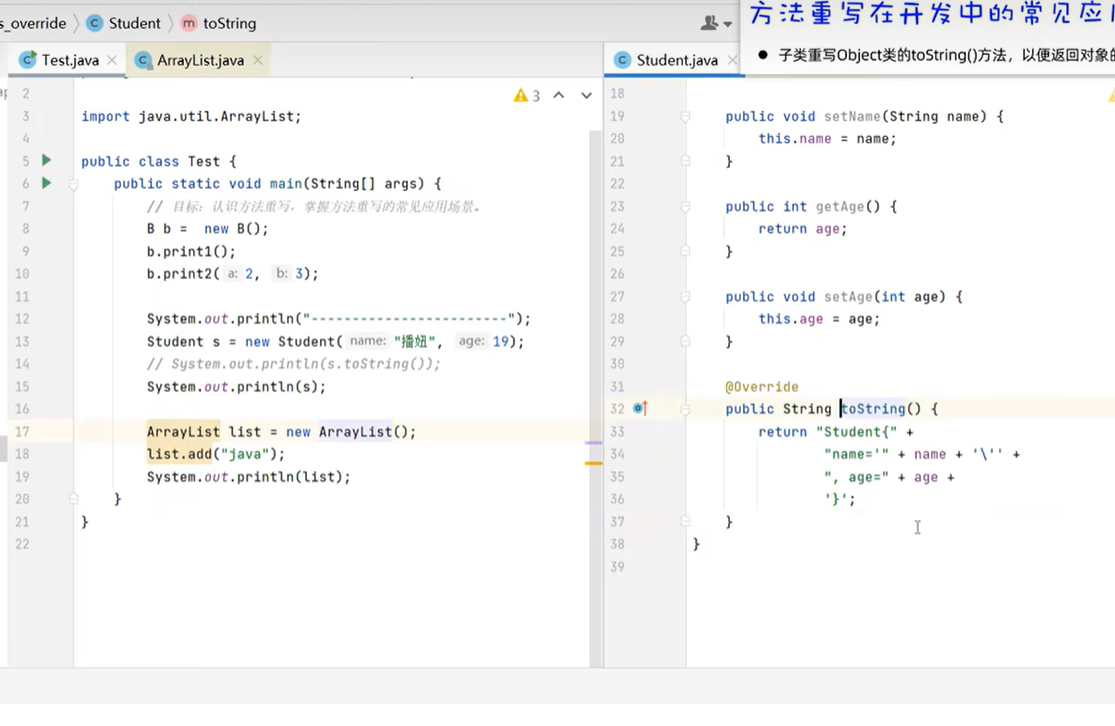 s_override Student toString
方法重写在开发中的常见应
子类重写Object类的toString()方法，以便返回对象的
Test.java ArrayList.java
2
3 import java.util.ArrayList;
4
5 public class Test {
6 public static void main(String[] args) {
7 // 目标：认识方法重写，掌握方法重写的常见应用场景。
8 B b = new B();
9 b.print1();
10 b.print2( a: 2, b: 3);
11
12 System.out.println("------------------------");
13 Student s = new Student( name: "播妞", age: 19);
14 // System.out.println(s.toString());
15 System.out.println(s);
16
17 ArrayList list = new ArrayList();
18 list.add("java");
19 System.out.println(list);
20 }
21 }
22
3
Student.java
18
19 public void setName(String name) {
20 this.name = name;
21 }
22
23 public int getAge() {
24 return age;
25 }
26
27 public void setAge(int age) {
28 this.age = age;
29 }
30
31 @Override
32 public String toString() {
33 return "Student{" +
34 "name='" + name + '\'' +
35 ", age=" + age +
36 '}';
37 }
38 }
39